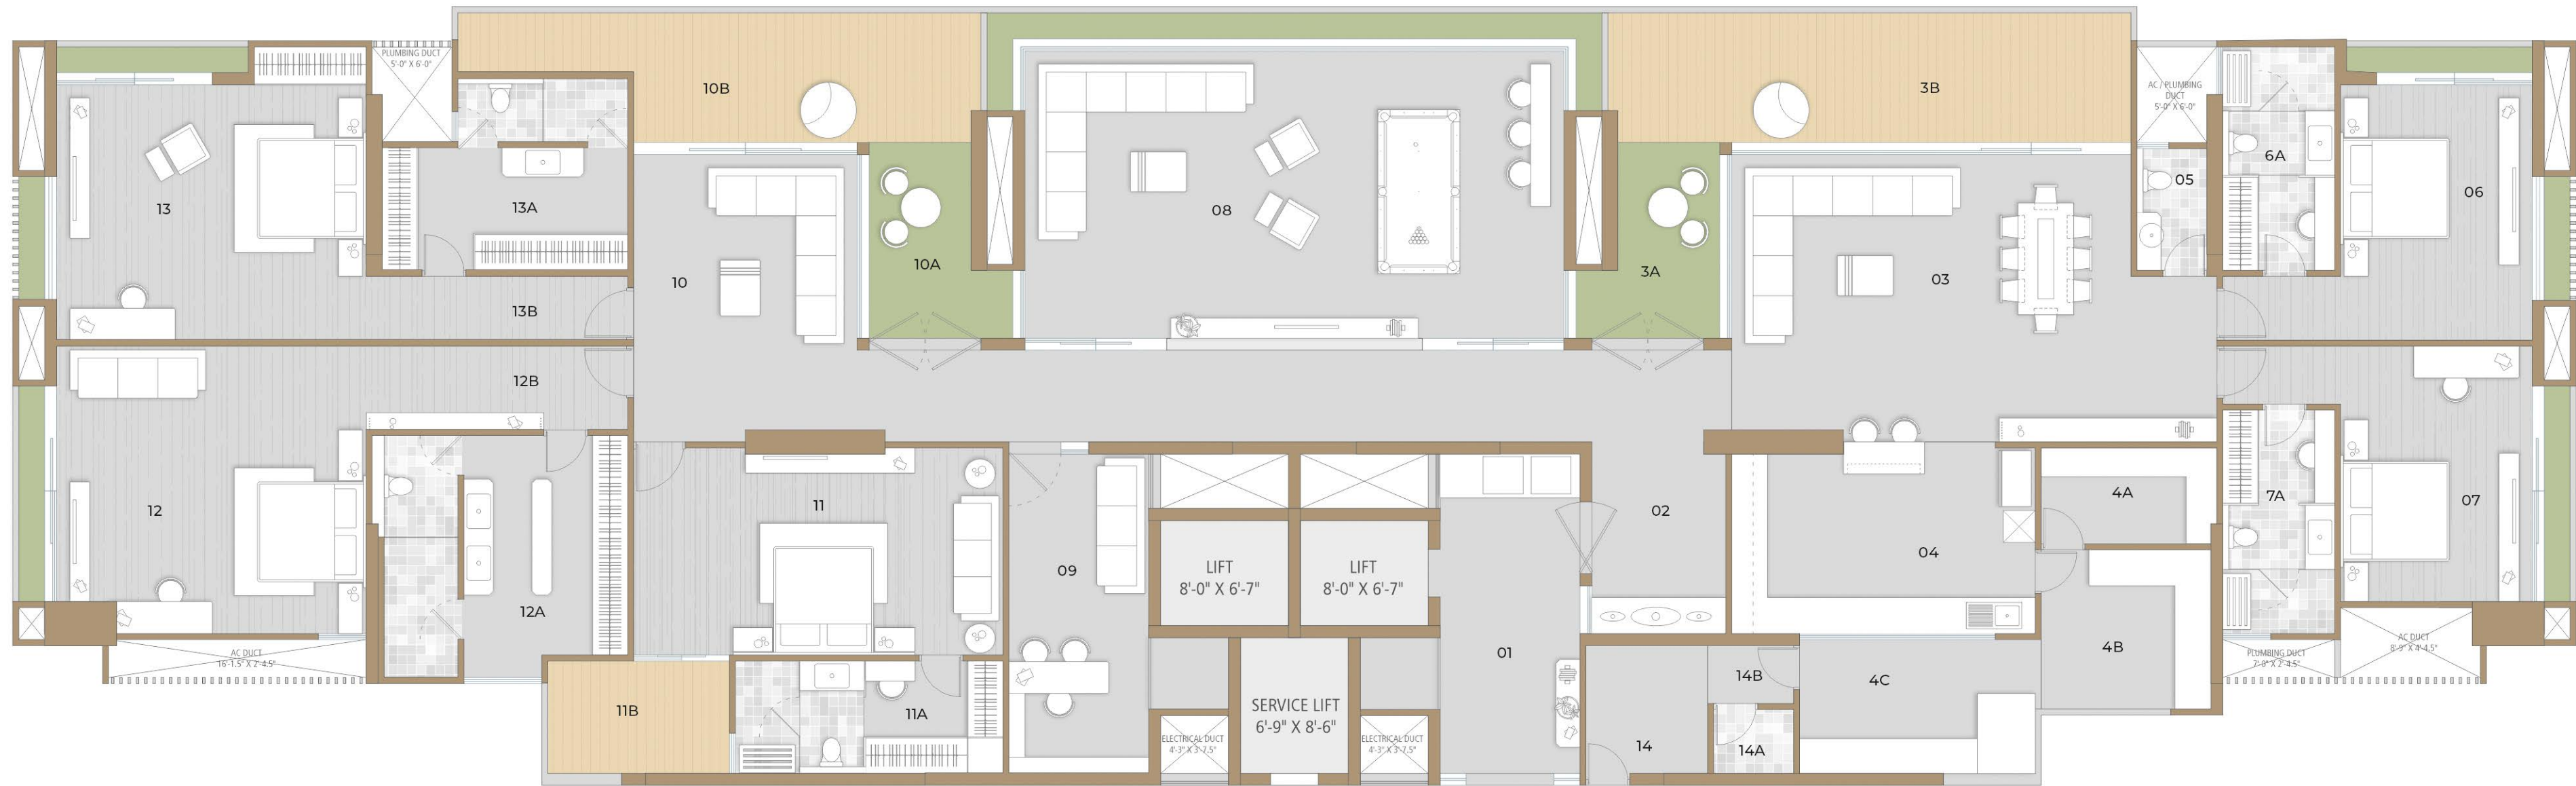 PLUMBING DUCT
5'-0" X 6'-0"
10B
3B
AC / PLUMBING
DUCT
5'-0" X 6'-0"
6A
05
06
13
13A
08
10
10A
3A
03
13B
12B
12
11
02
4A
7A
07
09
LIFT
8'-0" X 6'-7"
LIFT
8'-0" X 6'-7"
04
12A
01
4B
AC DUCT
16'-1.5" X 2'-4.5"
PLUMBING DUCT
7'-0" X 2'-4.5"
AC DUCT
8'-9" X 4'-4.5"
14B
4C
11B
11A
SERVICE LIFT
6'-9" X 8'-6"
ELECTRICAL DUCT
4'-3" X 3'-7.5"
ELECTRICAL DUCT
4'-3" X 3'-7.5"
14
14A